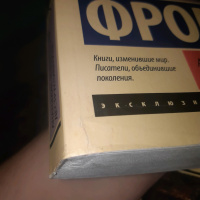 ФРО
Книги, изменившие мир.
Писатели, объединившие
поколения.
ЭКСКЛЮЗИ